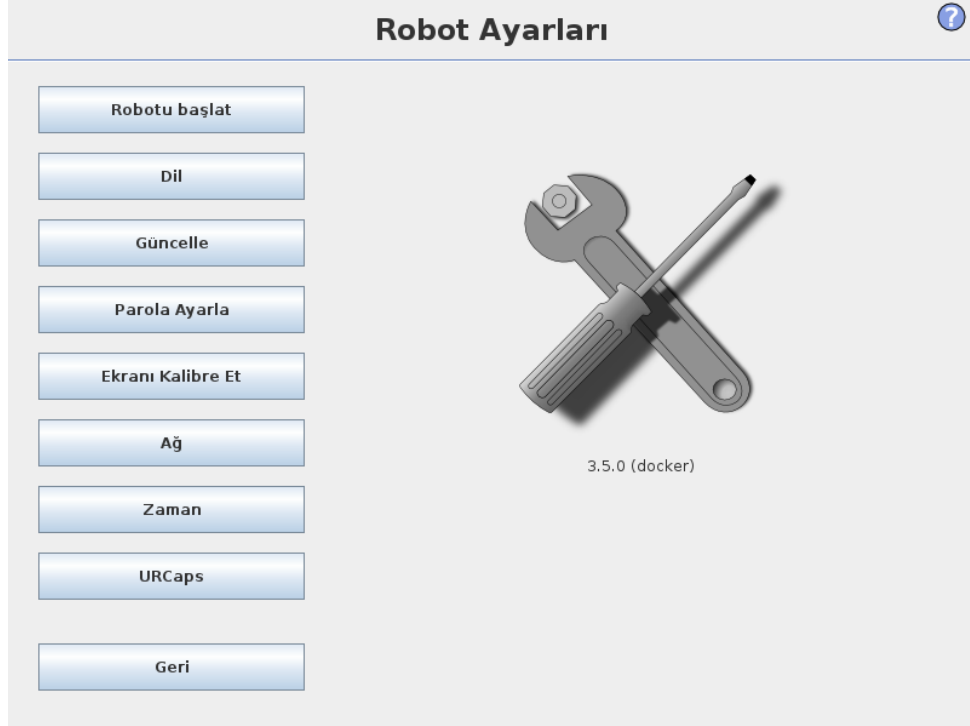 Robot Ayarları
?
Robotu başlat
Dil
Güncelle
Parola Ayarla
Ekranı Kalibre Et
Ağ
Zaman
URCaps
Geri
3.5.0 (docker)